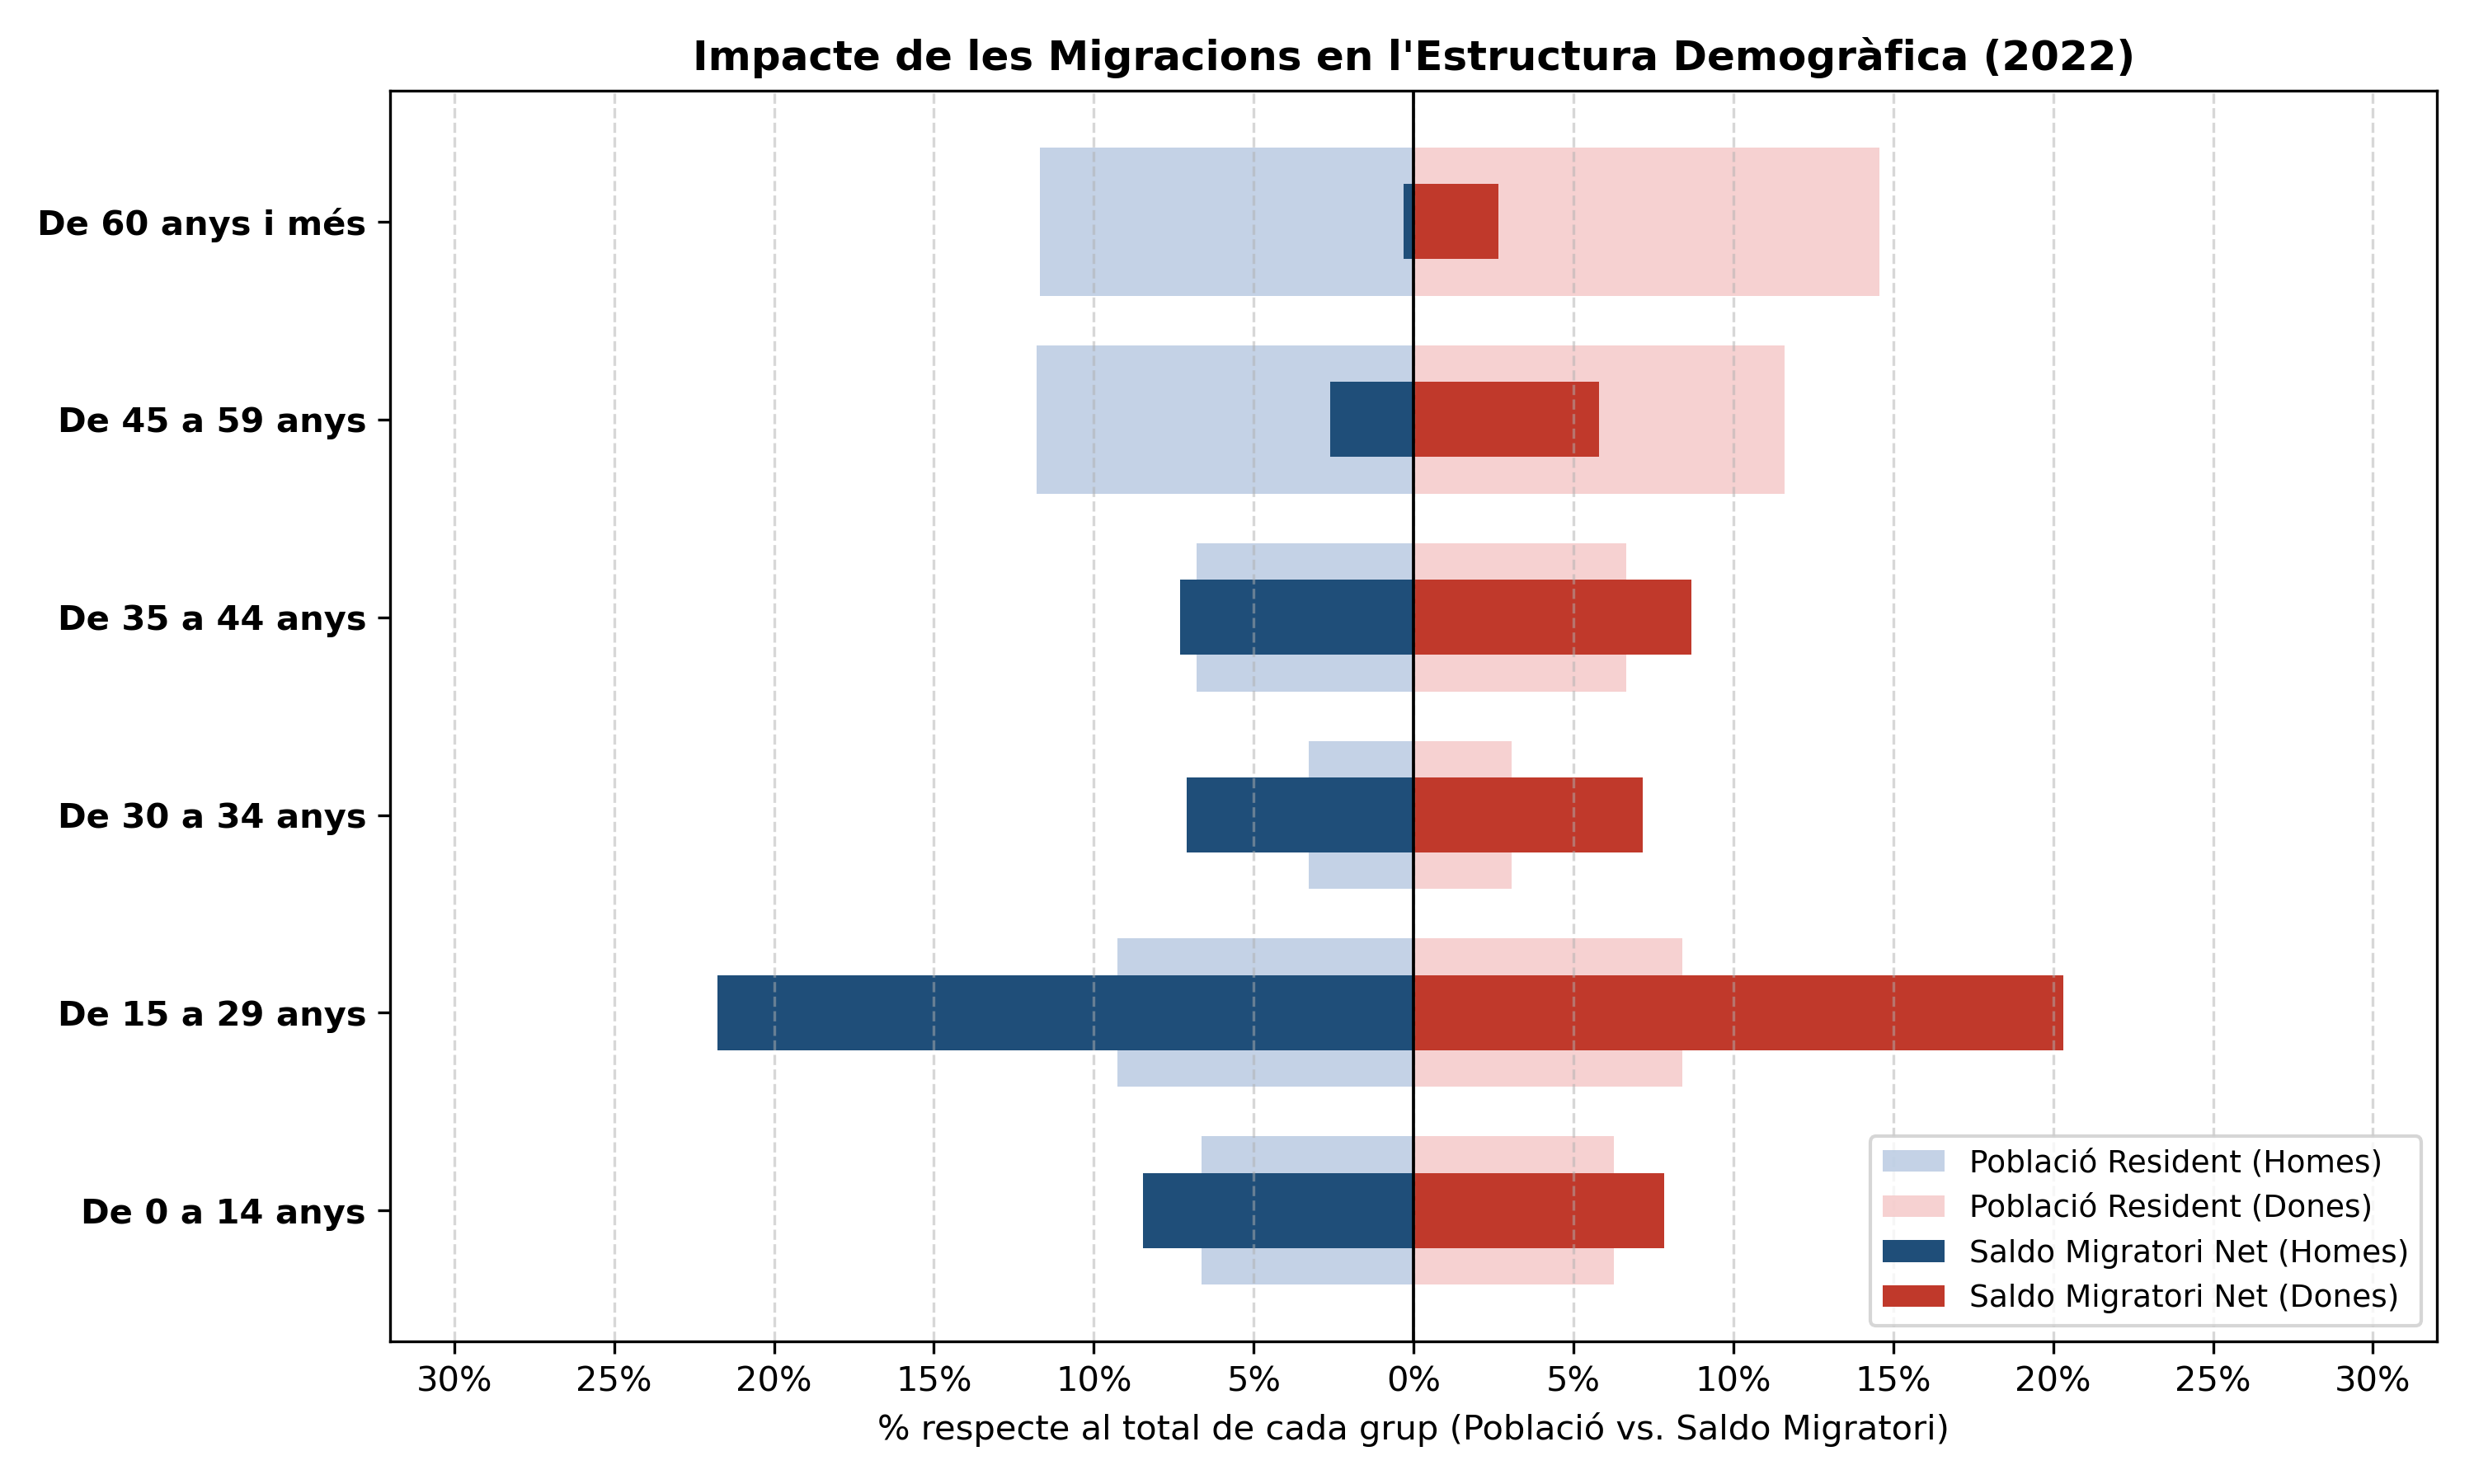 Impacte de les Migracions en l'Estructura Demogràfica (2022)
De 60 anys i més
De 45 a 59 anys
De 35 a 44 anys
De 30 a 34 anys
De 15 a 29 anys
De 0 a 14 anys
Població Resident (Homes)
Població Resident (Dones)
Saldo Migratori Net (Homes)
Saldo Migratori Net (Dones)
30% 25% 20% 15% 10% 5% 0% 5% 10% 15% 20% 25% 30%
% respecte al total de cada grup (Població vs. Saldo Migratori)